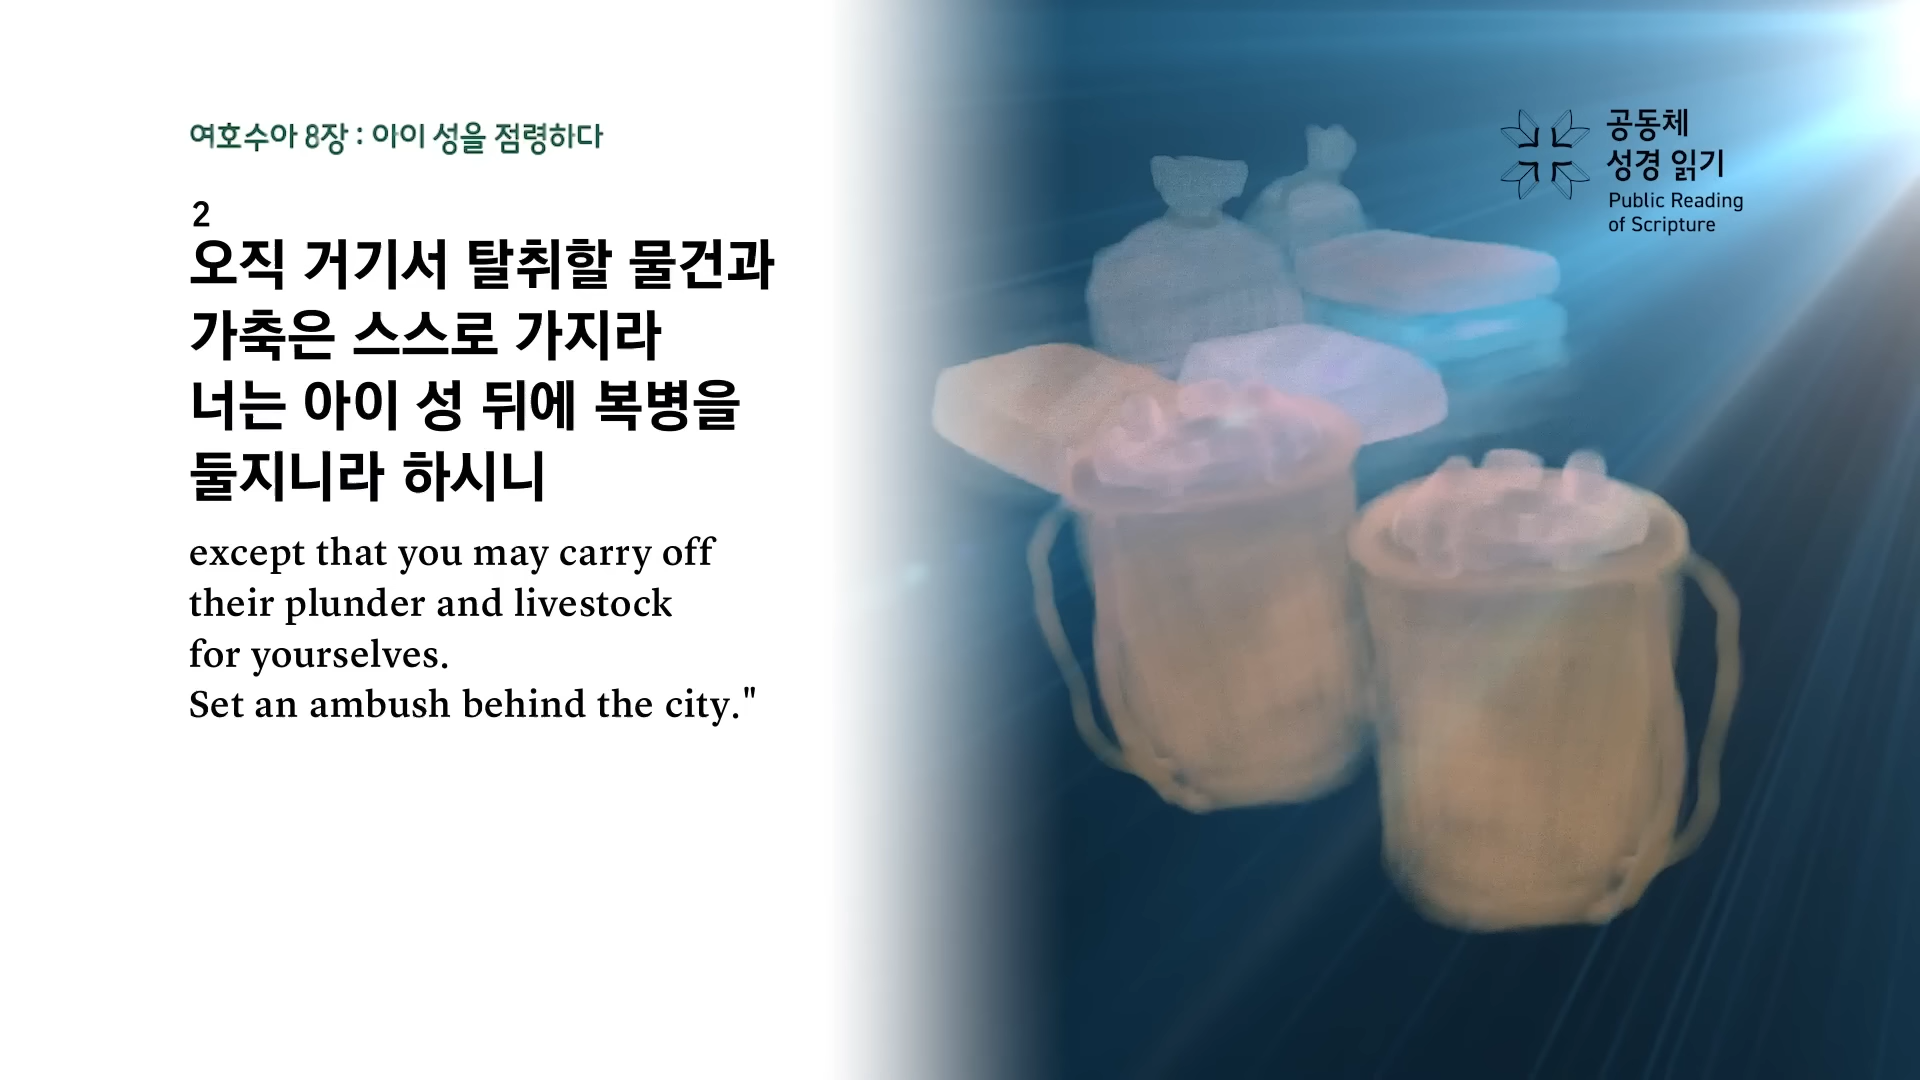 여호수아 8장 : 아이 성을 점령하다
2
오직 거기서 탈취할 물건과
가축은 스스로 가지라
너는 아이 성 뒤에 복병을
둘지니라 하시니
except that you may carry off
their plunder and livestock
for yourselves.
Set an ambush behind the city."
공동체
성경 읽기
Public Reading
of Scripture